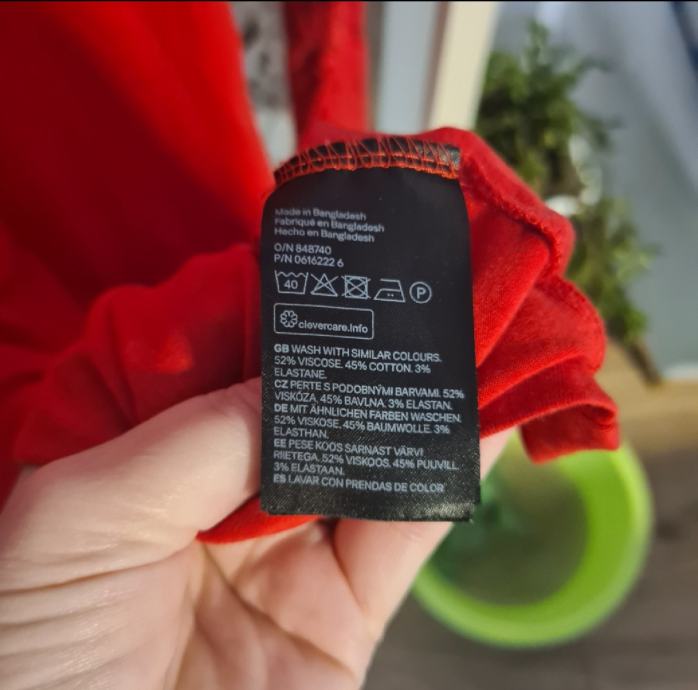 Made in Bangladesh
Fabriqué en Bangladesh
Hecho en Bangladesh
O/N 848740
P/N 0616222 6
40 P
clevercare.info
GB WASH WITH SIMILAR COLOURS.
52% VISCOSE. 45% COTTON. 3%
ELASTANE.
CZ PERTE S PODOBNÝMI BARVAMI. 52%
VISKÓZA, 45% BAVLNA. 3% ELASTAN.
DE MIT ÄHNLICHEN FARBEN WASCHEN.
52% VISKOSE. 45% BAUMWOLLE. 3%
ELASTHAN.
EE PESE KOOS SARNAST VÄRVI
RIIETEGA. 52% VISKOOS. 45% PUUVILL.
3% ELASTAAN.
ES LAVAR CON PRENDAS DE COLOR